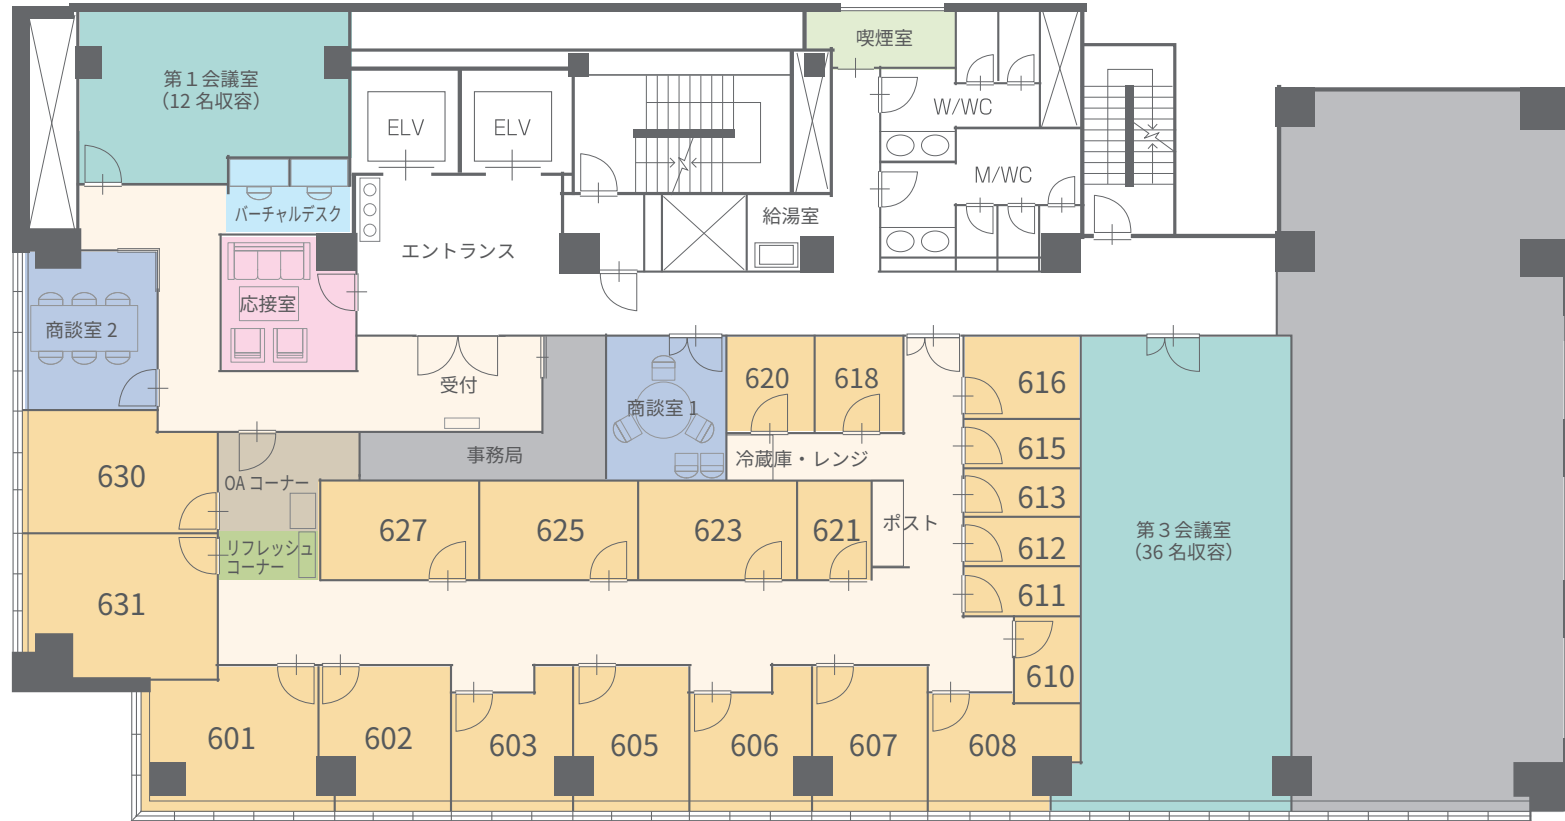 喫煙室
第１会議室
（12 名収容）
W/WC
ELV
ELV
M/WC
バーチャルデスク
給湯室
エントランス
応接室
商談室 2
受付
商談室 1
620
618
616
冷蔵庫・レンジ
事務局
615
630
OA コーナー
613
627
625
623
621
ポスト
612
第３会議室
（36 名収容）
リフレッシュ
コーナー
611
631
610
601
602
603
605
606
607
608